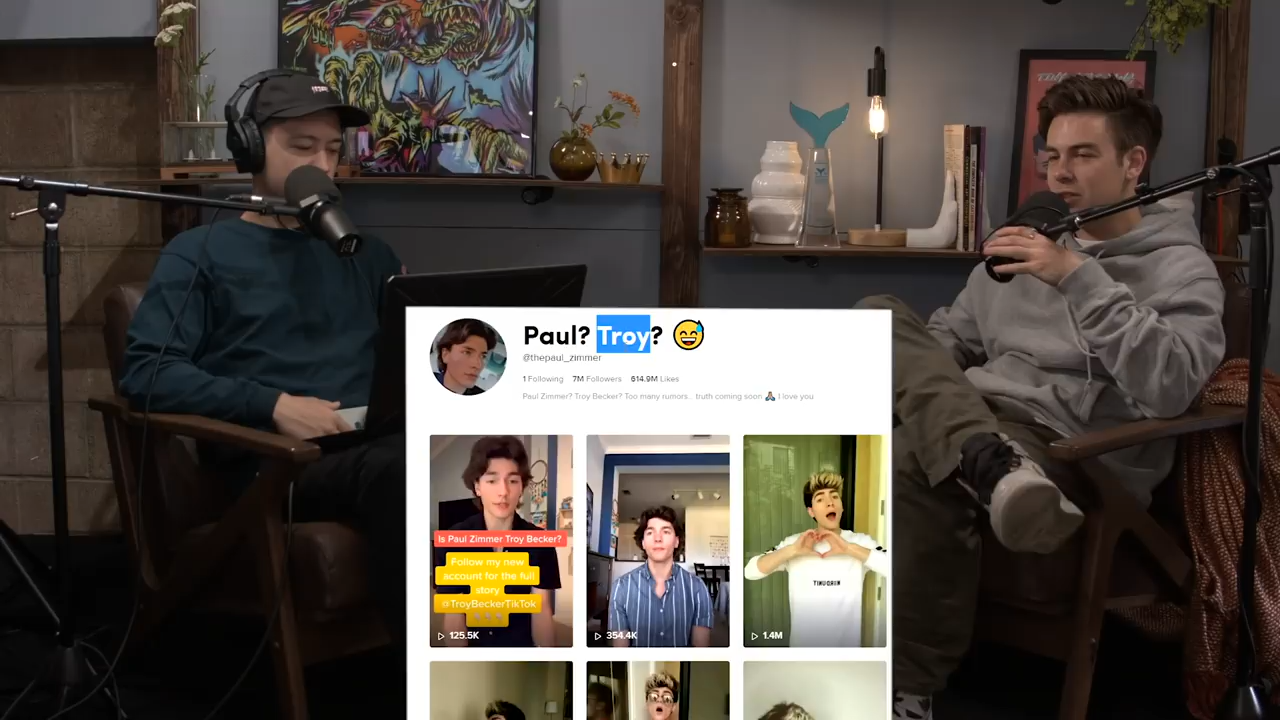 Paul? Troy? 😅
@thepaul_zimmer
1 Following 7M Followers 614.9M Likes
Paul Zimmer? Troy Becker? Too many rumors.. truth coming soon 🙏🏽 I love you
Is Paul Zimmer Troy Becker?
Follow my new
account for the full
story
@TroyBeckerTikTok
125.5K
354.4K
1.4M